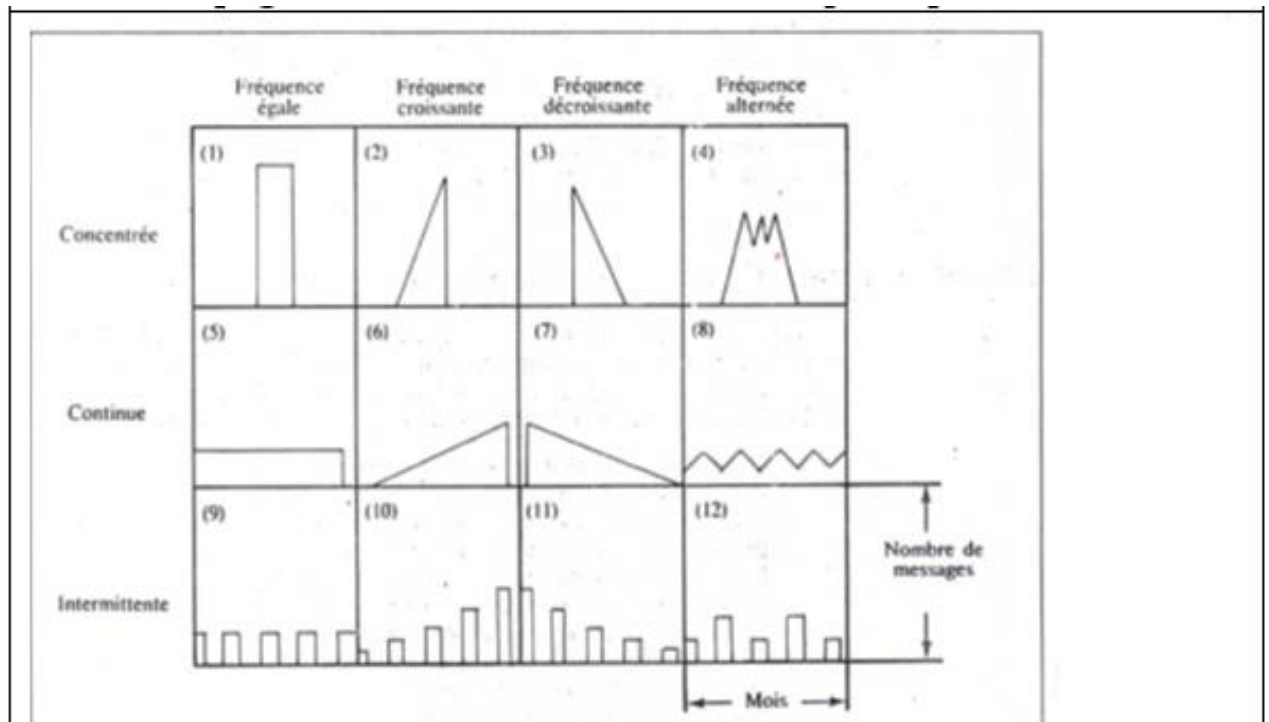 Fréquence égale
Fréquence croissante
Fréquence décroissante
Fréquence alternée
Concentrée
(1)
(2)
(3)
(4)
Continue
(5)
(6)
(7)
(8)
Intermittente
(9)
(10)
(11)
(12)
Nombre de
messages
Mois